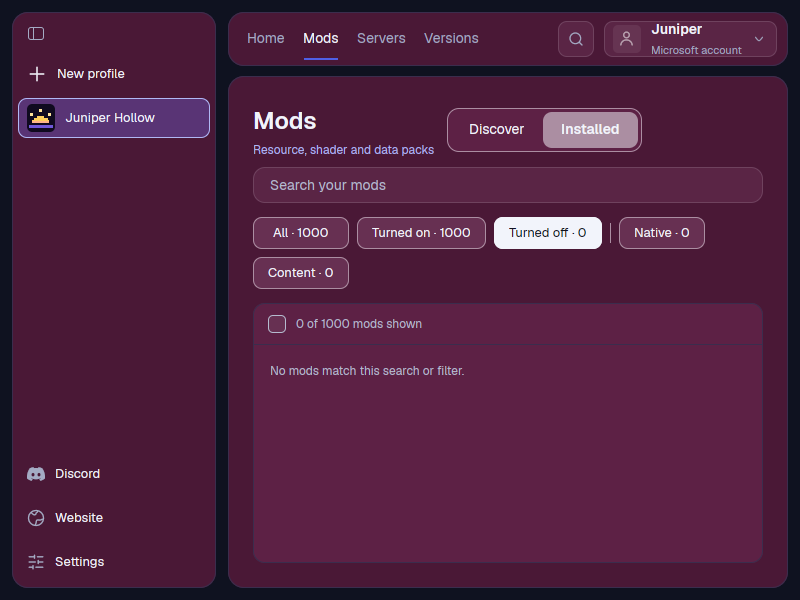 New profile
Juniper Hollow
Discord
Website
Settings
Home Mods Servers Versions
Juniper
Microsoft account
Mods
Resource, shader and data packs
Discover Installed
Search your mods
All · 1000 Turned on · 1000 Turned off · 0 Native · 0
Content · 0
0 of 1000 mods shown
No mods match this search or filter.